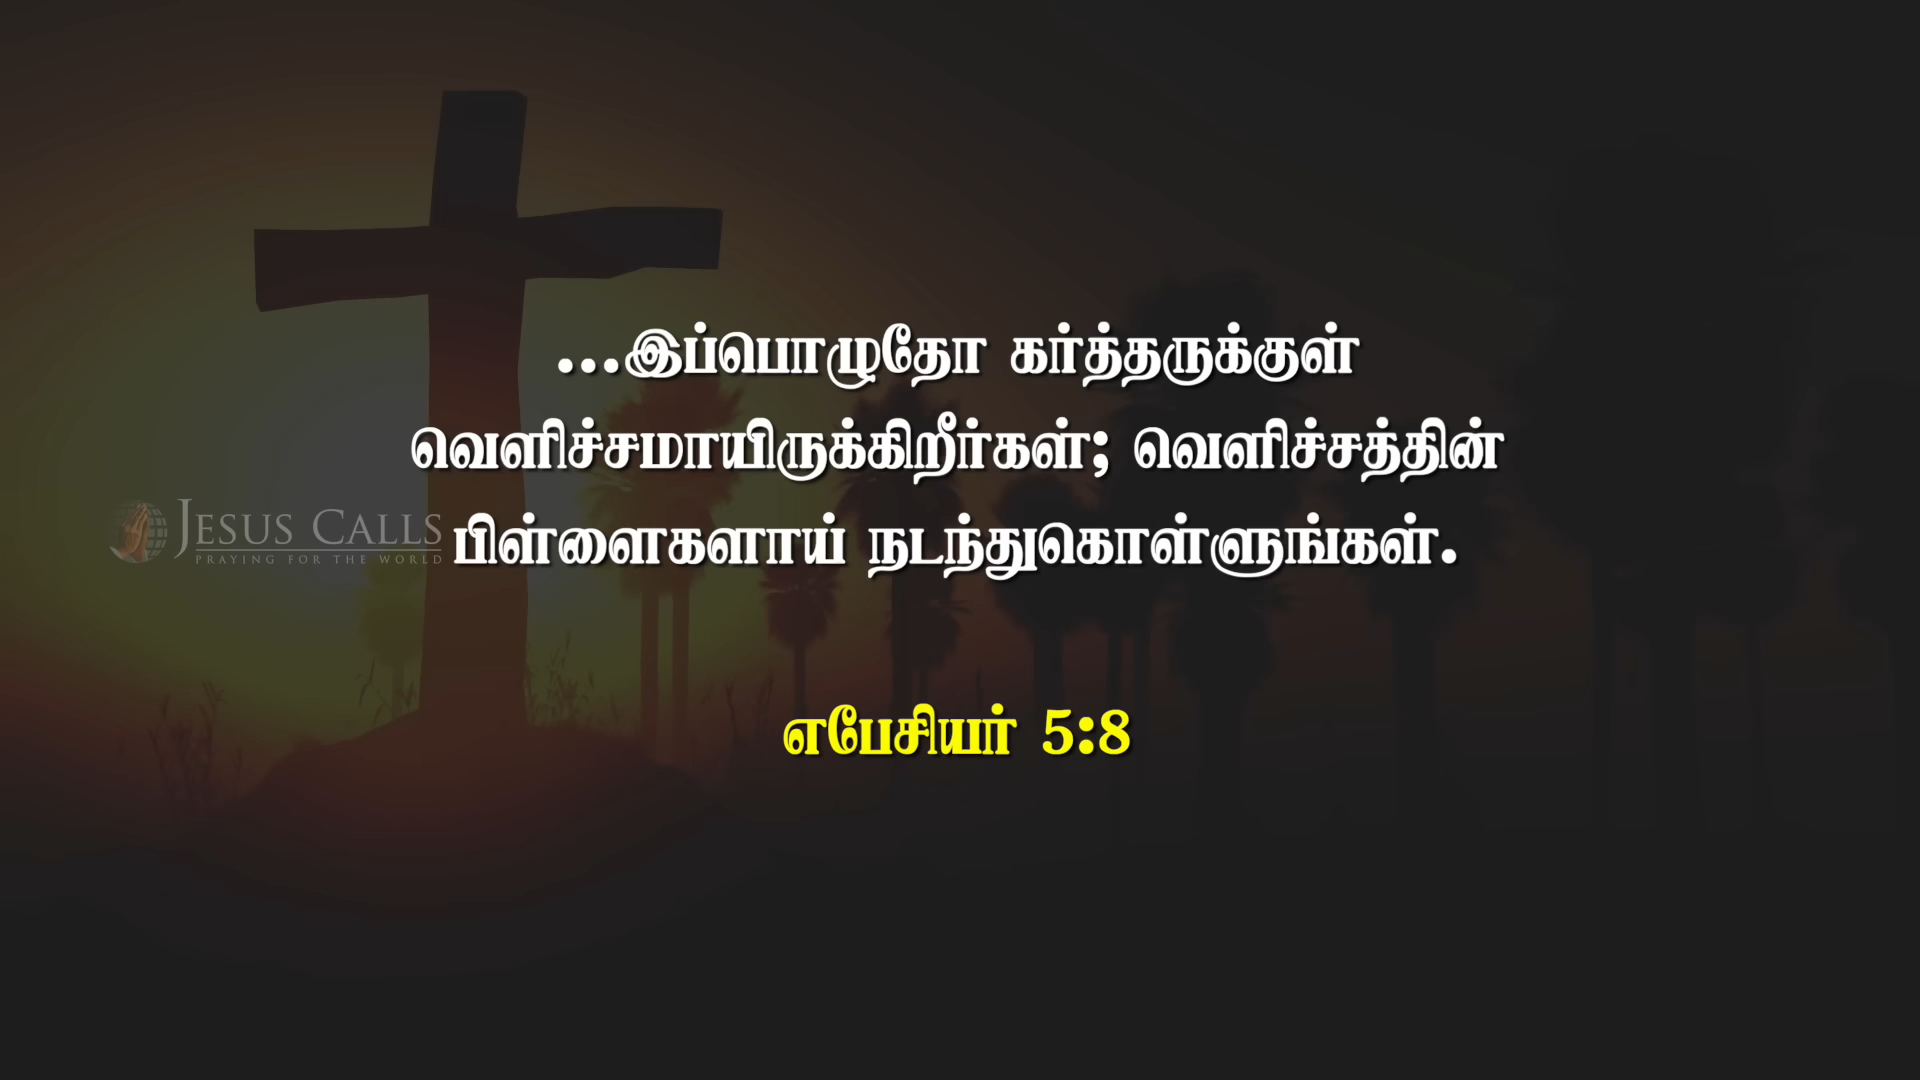 ...இப்பொழுதோ கர்த்தருக்குள்
வெளிச்சமாயிருக்கிறீர்கள்; வெளிச்சத்தின்
பிள்ளைகளாய் நடந்துகொள்ளுங்கள்.
JESUS CALLS
PRAYING FOR THE WORLD
எபேசியர் 5:8